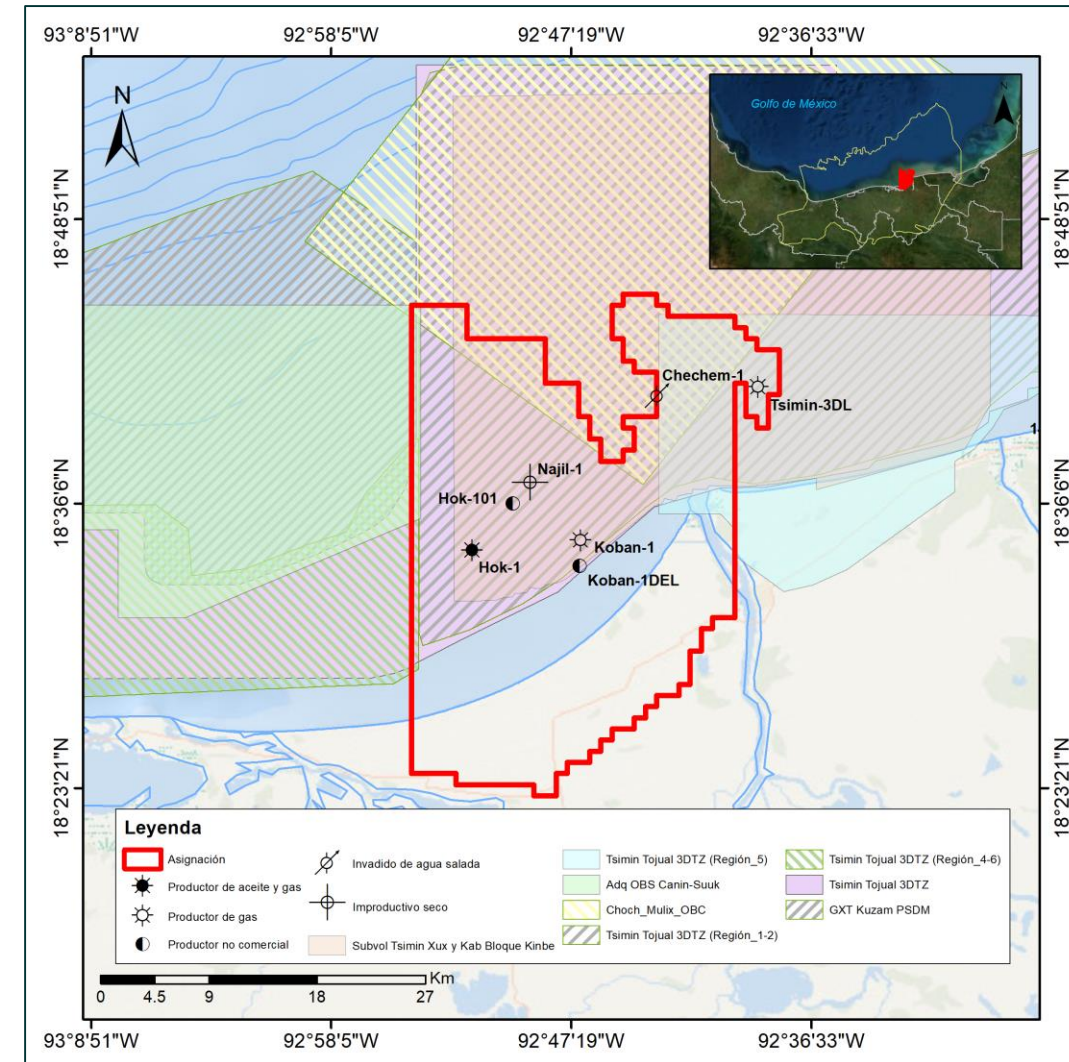 93°8'51"W 92°58'5"W 92°47'19"W 92°36'33"W
N
Golfo de México
18°48'51"N 18°48'51"N
Chechem-1
Tsimin-3DL
Najil-1
Hok-101
18°36'6"N 18°36'6"N
Koban-1
Hok-1
Koban-1DEL
18°23'21"N 18°23'21"N
Leyenda
Asignación
Productor de aceite y gas
Productor de gas
Productor no comercial
Invadido de agua salada
Improductivo seco
Subvol Tsimin Xux y Kab Bloque Kinbe
Tsimin Tojual 3DTZ (Región_5)
Adq OBS Canin-Suuk
Choch_Mulix_OBC
Tsimin Tojual 3DTZ (Región_1-2)
Tsimin Tojual 3DTZ (Región_4-6)
Tsimin Tojual 3DTZ
GXT Kuzam PSDM
Km
0 4.5 9 18 27
93°8'51"W 92°58'5"W 92°47'19"W 92°36'33"W